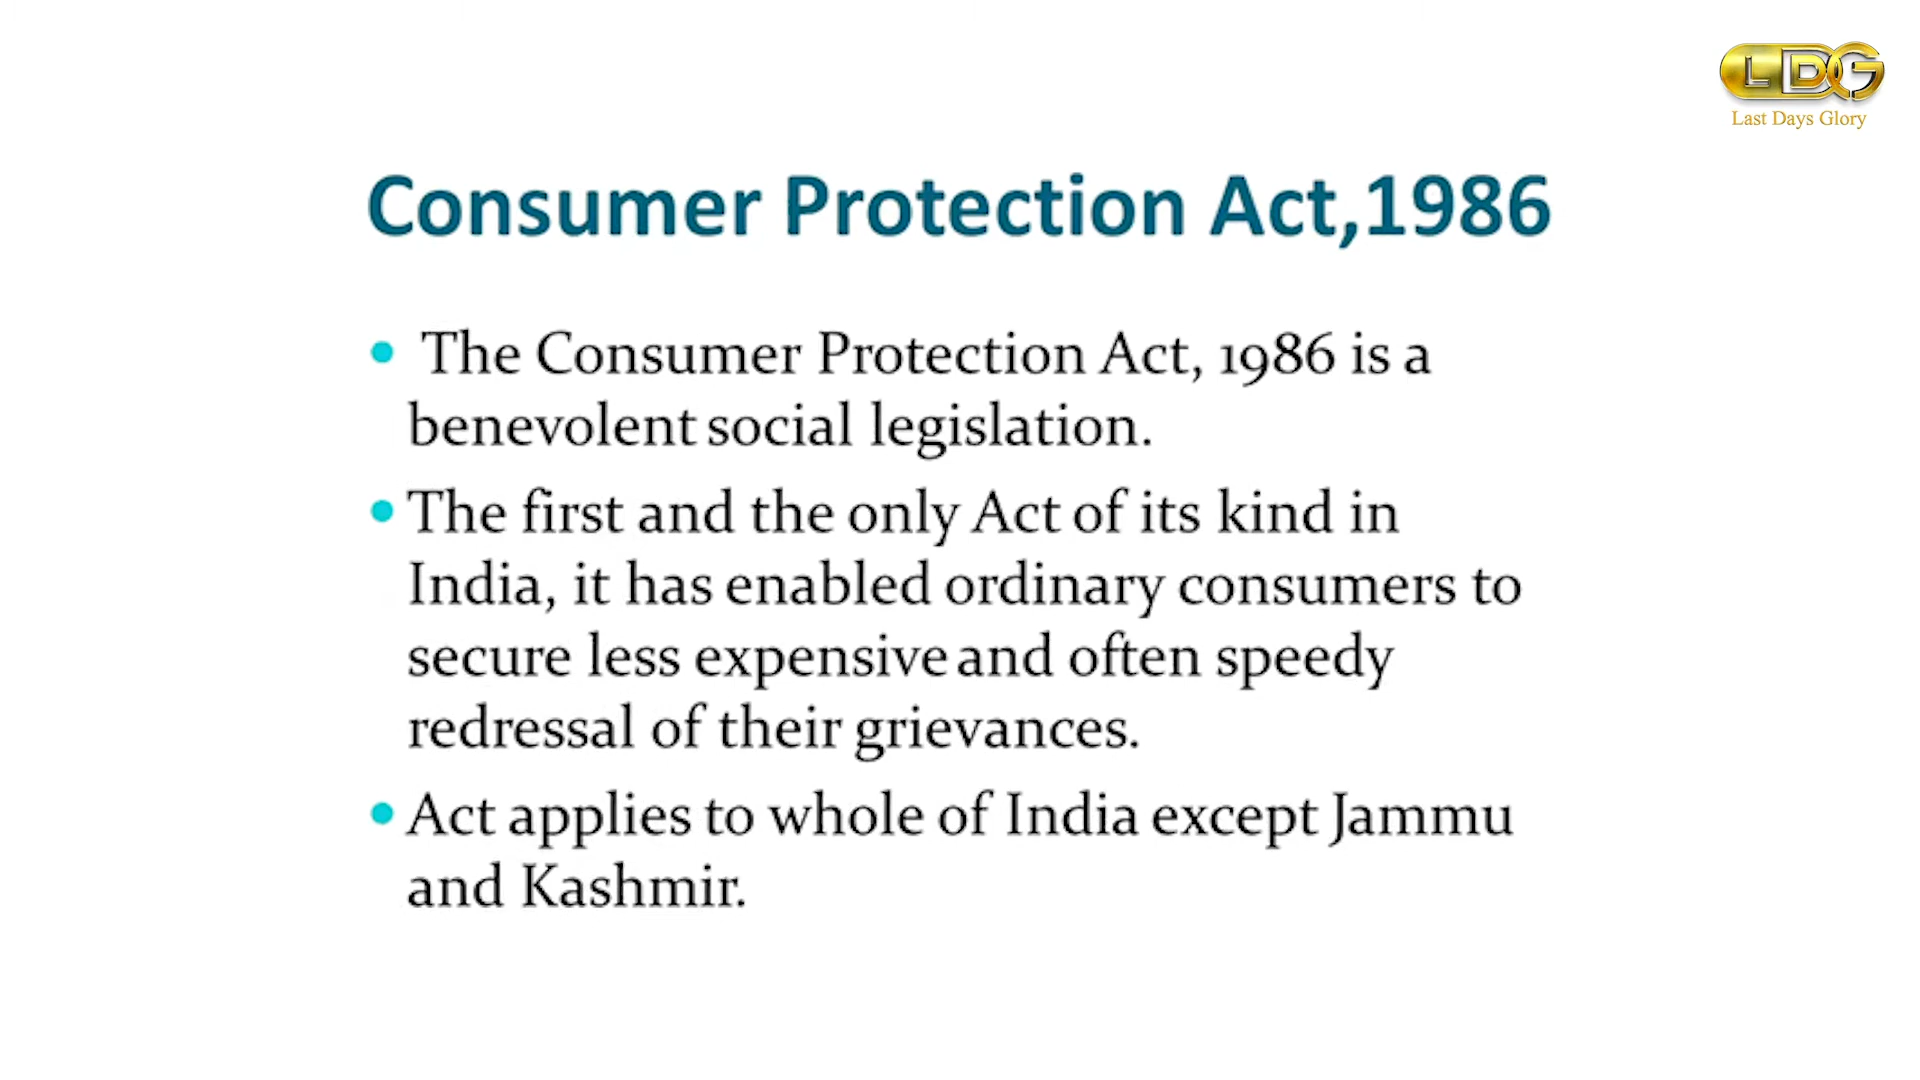 LDG
Last Days Glory
Consumer Protection Act,1986
• The Consumer Protection Act, 1986 is a
benevolent social legislation.
• The first and the only Act of its kind in
India, it has enabled ordinary consumers to
secure less expensive and often speedy
redressal of their grievances.
• Act applies to whole of India except Jammu
and Kashmir.